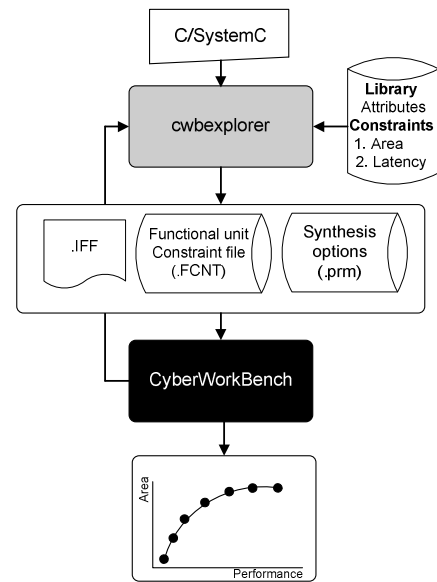 C/SystemC
cwbexplorer
Library
Attributes
Constraints
1. Area
2. Latency
.IFF
Functional unit
Constraint file
(.FCNT)
Synthesis
options
(.prm)
CyberWorkBench
Area
Performance